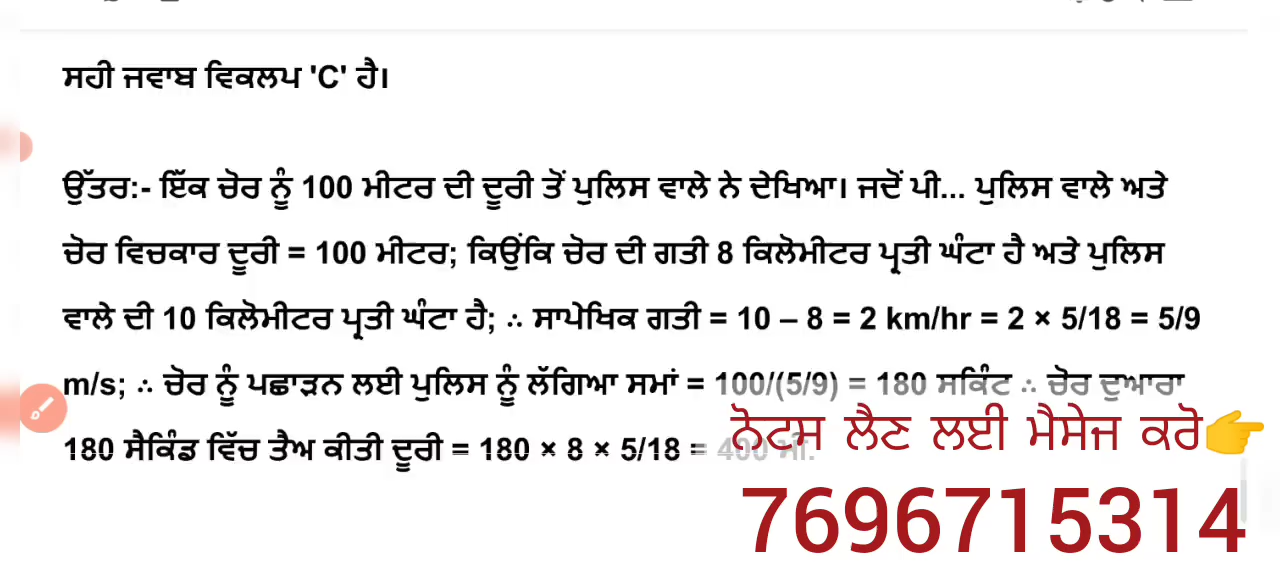 ਸਹੀ ਜਵਾਬ ਵਿਕਲਪ 'C' ਹੈ।
ਉੱਤਰ:- ਇੱਕ ਚੋਰ ਨੂੰ 100 ਮੀਟਰ ਦੀ ਦੂਰੀ ਤੋਂ ਪੁਲਿਸ ਵਾਲੇ ਨੇ ਦੇਖਿਆ। ਜਦੋਂ ਪੀ... ਪੁਲਿਸ ਵਾਲੇ ਅਤੇ
ਚੋਰ ਵਿਚਕਾਰ ਦੂਰੀ = 100 ਮੀਟਰ; ਕਿਉਂਕਿ ਚੋਰ ਦੀ ਗਤੀ 8 ਕਿਲੋਮੀਟਰ ਪ੍ਰਤੀ ਘੰਟਾ ਹੈ ਅਤੇ ਪੁਲਿਸ
ਵਾਲੇ ਦੀ 10 ਕਿਲੋਮੀਟਰ ਪ੍ਰਤੀ ਘੰਟਾ ਹੈ; ∴ ਸਾਪੇਖਿਕ ਗਤੀ = 10 – 8 = 2 km/hr = 2 × 5/18 = 5/9
m/s; ∴ ਚੋਰ ਨੂੰ ਪਛਾੜਨ ਲਈ ਪੁਲਿਸ ਨੂੰ ਲੱਗਿਆ ਸਮਾਂ = 100/(5/9) = 180 ਸਕਿੰਟ ∴ ਚੋਰ ਦੁਆਰਾ
180 ਸੈਕਿੰਡ ਵਿੱਚ ਤੈਅ ਕੀਤੀ ਦੂਰੀ = 180 × 8 × 5/18 = 400 ਮੀ.
ਨੋਟਸ ਲੈਣ ਲਈ ਮੈਸੇਜ ਕਰੋ👉
7696715314